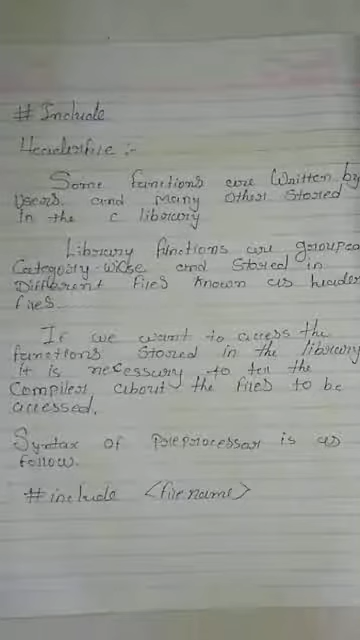 # Include
Headerfile :-
Some functions are Written by
Users and many other Stored
In the C library
Library functions are grouped
Category-wise and Stored in
Different files known as header
files.
If we want to access the
functions Stored in the library
it is necessary to tell the
Compiler about the files to be
accessed.
Syntax of preprocessor is as
follow.
#include <file name>